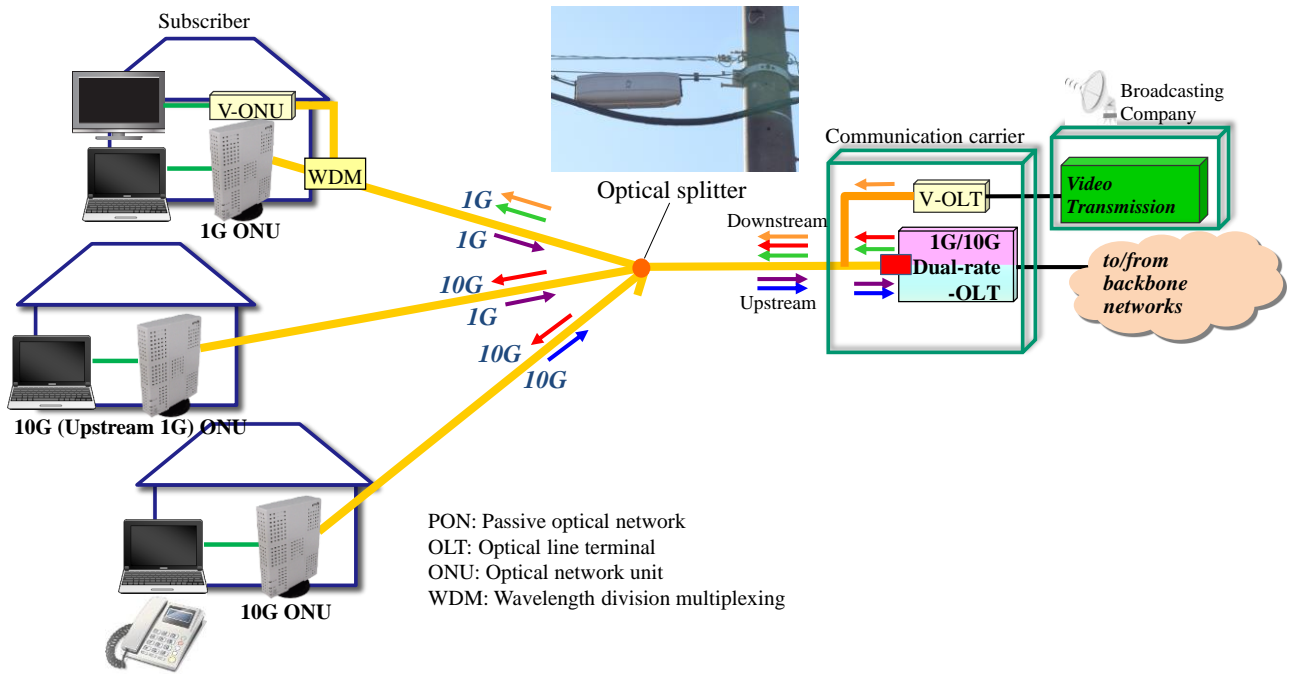 Subscriber
V-ONU
WDM
1G ONU
Optical splitter
Communication carrier
Broadcasting
Company
V-OLT
Video
Transmission
1G/10G
Dual-rate
-OLT
to/from
backbone
networks
Downstream
Upstream
1G
1G
10G
1G
10G
10G
10G (Upstream 1G) ONU
10G ONU
PON: Passive optical network
OLT: Optical line terminal
ONU: Optical network unit
WDM: Wavelength division multiplexing